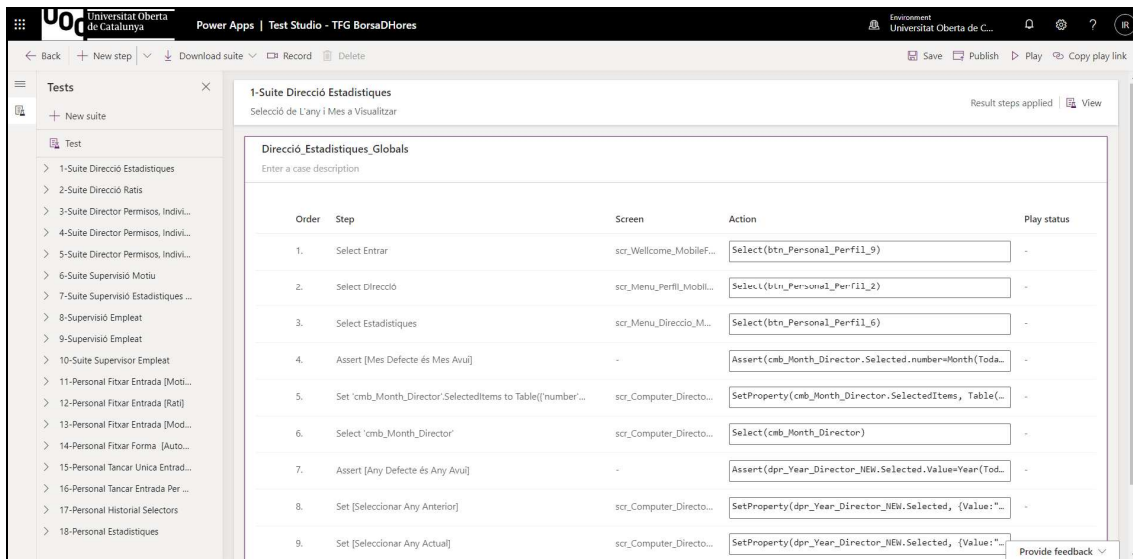 UOC Universitat Oberta
de Catalunya
Power Apps | Test Studio - TFG BorsaDHores
Environment
Universitat Oberta de C...
? IR
Back New step Download suite Record Delete
Save Publish Play Copy play link
Tests
New suite
Test
1-Suite Direcció Estadistiques
2-Suite Direcció Ratis
3-Suite Director Permisos, Indivi...
4-Suite Director Permisos, Indivi...
5-Suite Director Permisos, Indivi...
6-Suite Supervisió Motiu
7-Suite Supervisió Estadistiques ...
8-Supervisió Empleat
9-Supervisió Empleat
10-Suite Supervisor Empleat
11-Personal Fitxar Entrada [Moti...
12-Personal Fitxar Entrada [Rati]
13-Personal Fitxar Entrada [Mod...
14-Personal Fitxar Forma [Auto...
15-Personal Tancar Unica Entrad...
16-Personal Tancar Entrada Per ...
17-Personal Historial Selectors
18-Personal Estadistiques
1-Suite Direcció Estadistiques
Selecció de L'any i Mes a Visualitzar
Result steps applied View
Direcció_Estadistiques_Globals
Enter a case description
Order Step Screen Action Play status
1. Select Entrar scr_Wellcome_MobileF... Select(btn_Personal_Perfil_9) -
2. Select Direcció scr_Menu_Perfil_Mobil... Select(btn_Personal_Perfil_2) -
3. Select Estadistiques scr_Menu_Direccio_M... Select(btn_Personal_Perfil_6) -
4. Assert [Mes Defecte és Mes Avui] - Assert(cmb_Month_Director.Selected.number=Month(Toda... -
5. Set 'cmb_Month_Director'.SelectedItems to Table({'number'... scr_Computer_Directo... SetProperty(cmb_Month_Director.SelectedItems, Table(... -
6. Select 'cmb_Month_Director' scr_Computer_Directo... Select(cmb_Month_Director) -
7. Assert [Any Defecte és Any Avui] - Assert(dpr_Year_Director_NEW.Selected.Value=Year(Tod... -
8. Set [Seleccionar Any Anterior] scr_Computer_Directo... SetProperty(dpr_Year_Director_NEW.Selected, {Value:"... -
9. Set [Seleccionar Any Actual] scr_Computer_Directo... SetProperty(dpr_Year_Director_NEW.Selected, {Value:"...
Provide feedback